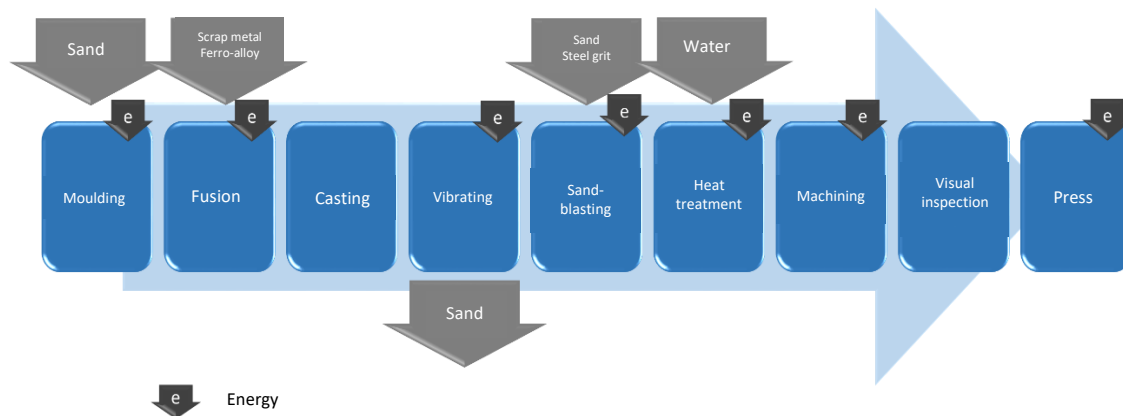 Sand
Scrap metal
Ferro-alloy
Sand
Steel grit
Water
e
e
e
e
e
e
e
Moulding
Fusion
Casting
Vibrating
Sand-
blasting
Heat
treatment
Machining
Visual
inspection
Press
Sand
e
Energy